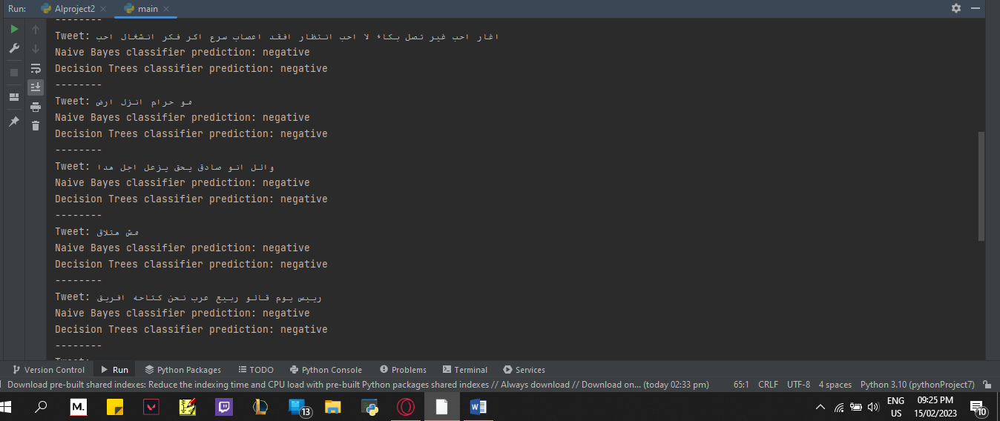 Run:
AIproject2
main
--------
Tweet: اغار احب غير تصل بكاء لا احب انتظار افقد اعصاب سرع اكر فكر انشغال احب
Naive Bayes classifier prediction: negative
Decision Trees classifier prediction: negative
--------
Tweet: مو حرام انزل ارض
Naive Bayes classifier prediction: negative
Decision Trees classifier prediction: negative
--------
Tweet: والل انو صادق يحق يزعل اجل هدا
Naive Bayes classifier prediction: negative
Decision Trees classifier prediction: negative
--------
Tweet: مش هتلاق
Naive Bayes classifier prediction: negative
Decision Trees classifier prediction: negative
--------
Tweet: رييس يوم قالو ربيع عرب نحن كتاحه افريق
Naive Bayes classifier prediction: negative
Decision Trees classifier prediction: negative
--------
Tweet:
Version Control Run Python Packages TODO Python Console Problems Terminal Services
Download pre-built shared indexes: Reduce the indexing time and CPU load with pre-built Python packages shared indexes // Always download // Download on... (today 02:33 pm) 65:1 CRLF UTF-8 4 spaces Python 3.10 (pythonProject7)
M.
13
ENG
US
09:25 PM
15/02/2023
10